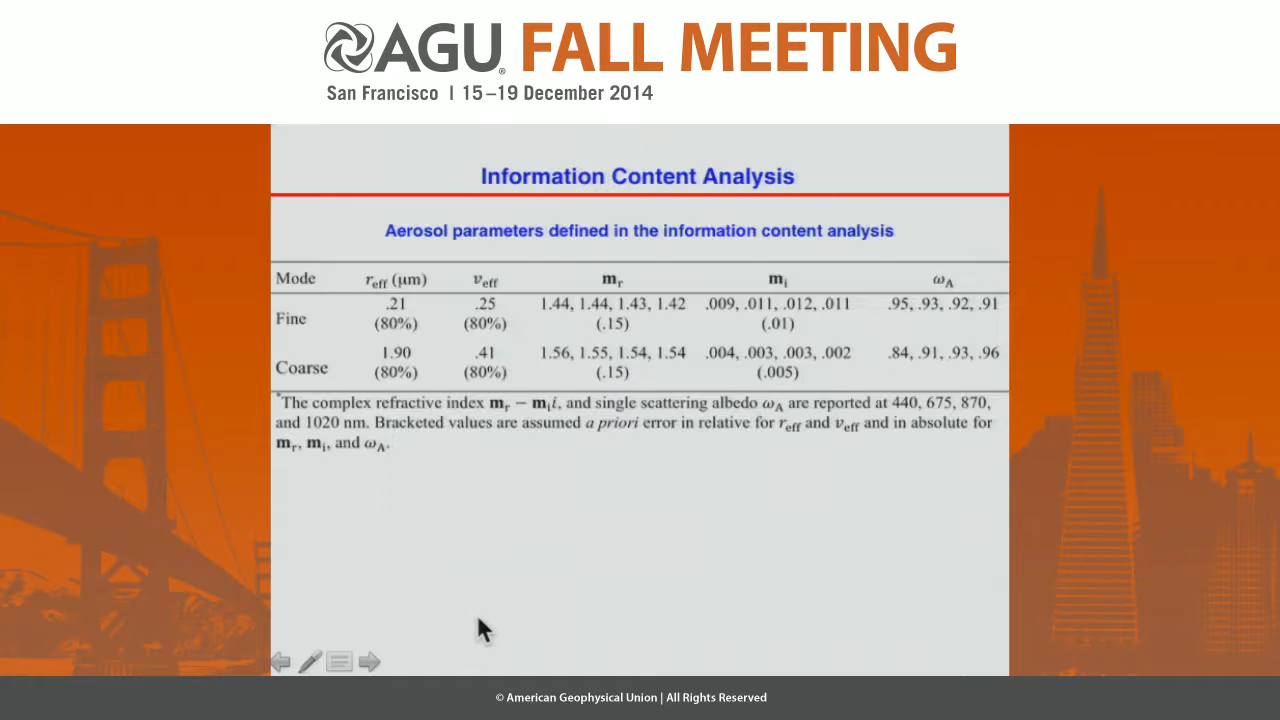 AGU FALL MEETING
San Francisco | 15–19 December 2014
Information Content Analysis
Aerosol parameters defined in the information content analysis
Mode r_eff (μm) v_eff m_r m_i ω_A
.21 .25 1.44, 1.44, 1.43, 1.42 .009, .011, .012, .011 .95, .93, .92, .91
Fine
(80%) (80%) (.15) (.01)
1.90 .41 1.56, 1.55, 1.54, 1.54 .004, .003, .003, .002 .84, .91, .93, .96
Coarse
(80%) (80%) (.15) (.005)
*The complex refractive index m_r − m_i i, and single scattering albedo ω_A are reported at 440, 675, 870,
and 1020 nm. Bracketed values are assumed a priori error in relative for r_eff and v_eff and in absolute for
m_r, m_i, and ω_A.
© American Geophysical Union | All Rights Reserved